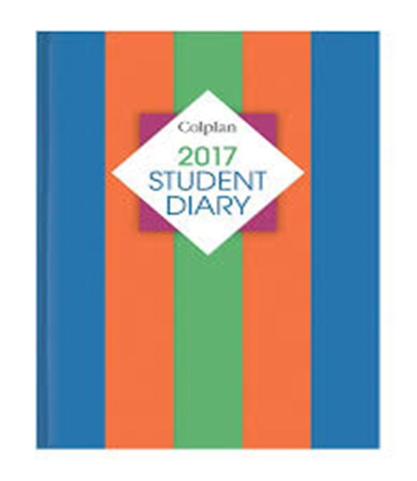 Colplan
2017
STUDENT
DIARY